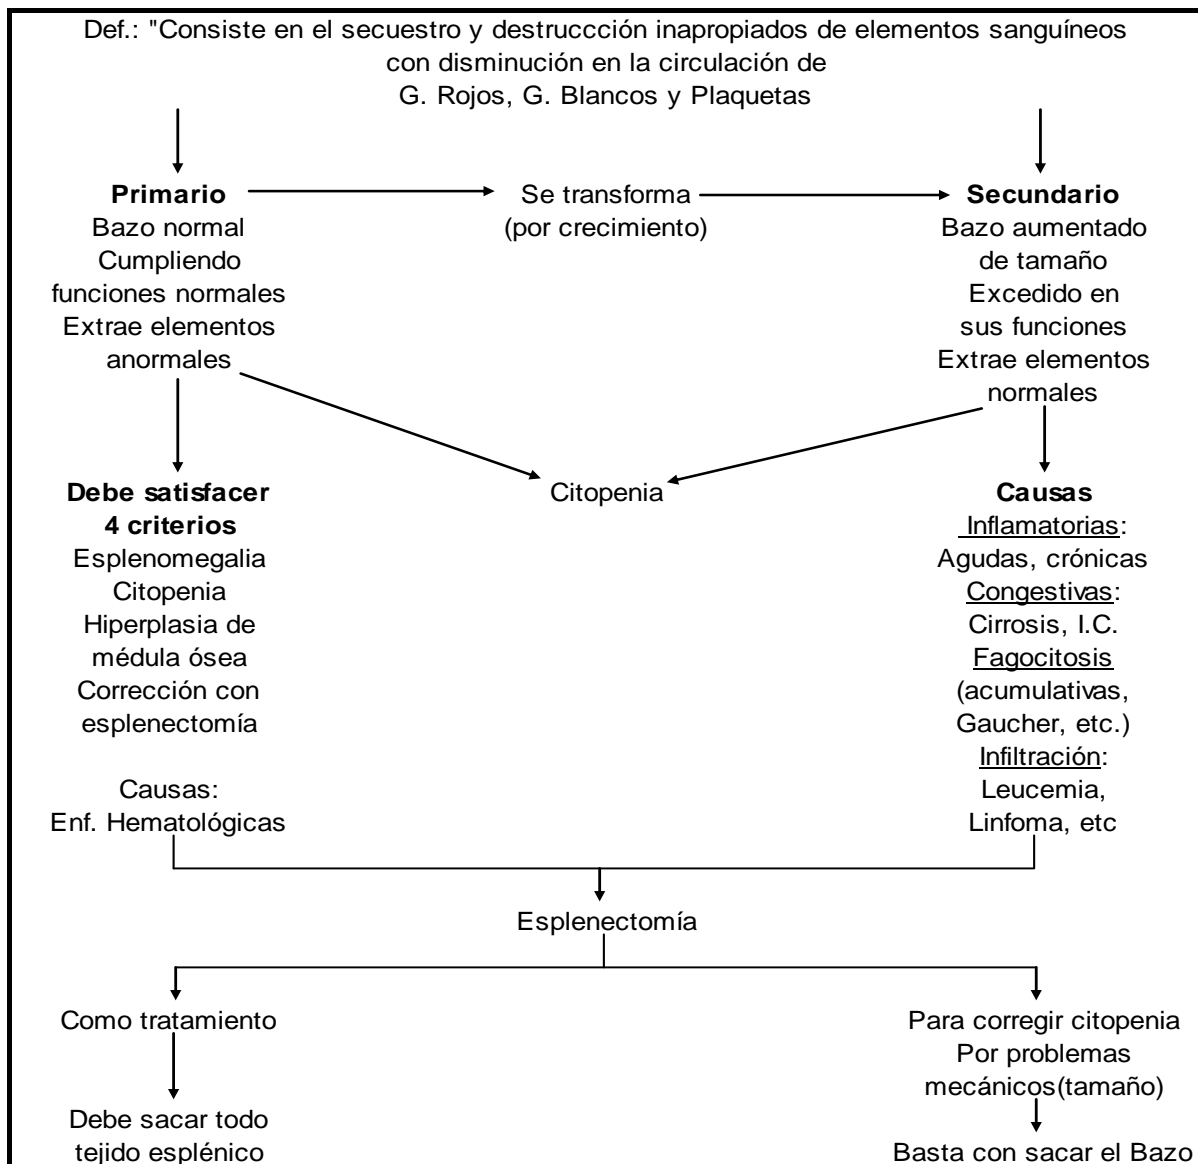 Def.: "Consiste en el secuestro y destruccción inapropiados de elementos sanguíneos
con disminución en la circulación de
G. Rojos, G. Blancos y Plaquetas
Primario
Bazo normal
Cumpliendo
funciones normales
Extrae elementos
anormales
Se transforma
(por crecimiento)
Secundario
Bazo aumentado
de tamaño
Excedido en
sus funciones
Extrae elementos
normales
Debe satisfacer
4 criterios
Esplenomegalia
Citopenia
Hiperplasia de
médula ósea
Corrección con
esplenectomía
Causas:
Enf. Hematológicas
Citopenia
Causas
Inflamatorias:
Agudas, crónicas
Congestivas:
Cirrosis, I.C.
Fagocitosis
(acumulativas,
Gaucher, etc.)
Infiltración:
Leucemia,
Linfoma, etc
Esplenectomía
Como tratamiento
Debe sacar todo
tejido esplénico
Para corregir citopenia
Por problemas
mecánicos(tamaño)
Basta con sacar el Bazo